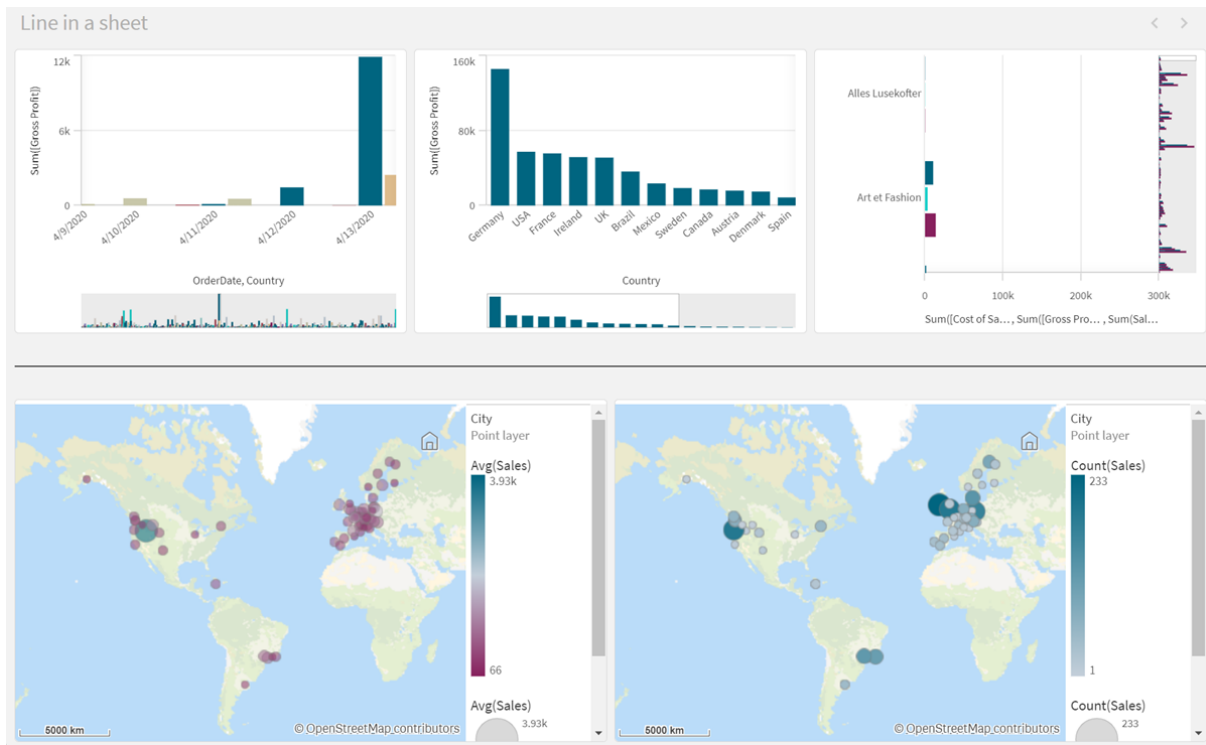 Line in a sheet
12k
6k
0
Sum([Gross Profit])
4/9/2020
4/10/2020
4/11/2020
4/12/2020
4/13/2020
OrderDate, Country
160k
80k
0
Sum([Gross Profit])
Germany
USA
France
Ireland
UK
Brazil
Mexico
Sweden
Canada
Austria
Denmark
Spain
Country
Alles Lusekofter
Art et Fashion
0
100k
200k
300k
Sum([Cost of Sa... , Sum([Gross Pro... , Sum(Sal...
City
Point layer
Avg(Sales)
3.93k
66
Avg(Sales)
3.93k
5000 km
© OpenStreetMap contributors
City
Point layer
Count(Sales)
233
1
Count(Sales)
233
5000 km
© OpenStreetMap contributors